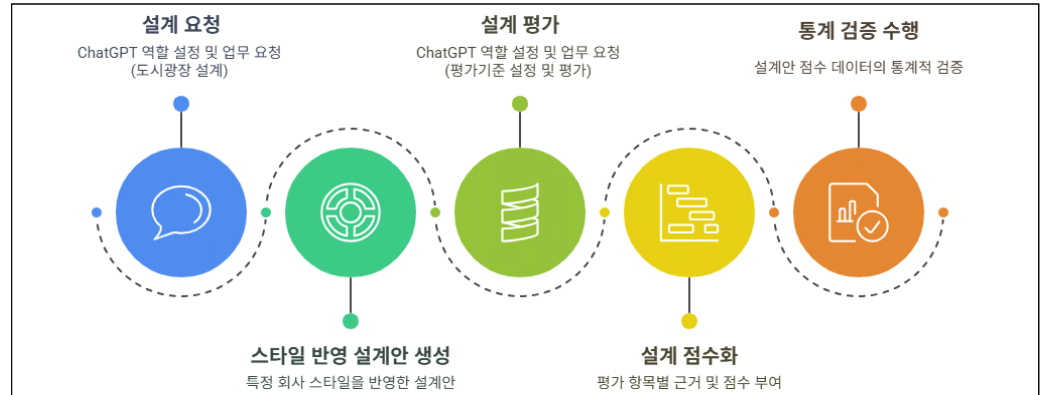 설계 요청
ChatGPT 역할 설정 및 업무 요청
(도시광장 설계)
스타일 반영 설계안 생성
특정 회사 스타일을 반영한 설계안
설계 평가
ChatGPT 역할 설정 및 업무 요청
(평가기준 설정 및 평가)
설계 점수화
평가 항목별 근거 및 점수 부여
통계 검증 수행
설계안 점수 데이터의 통계적 검증